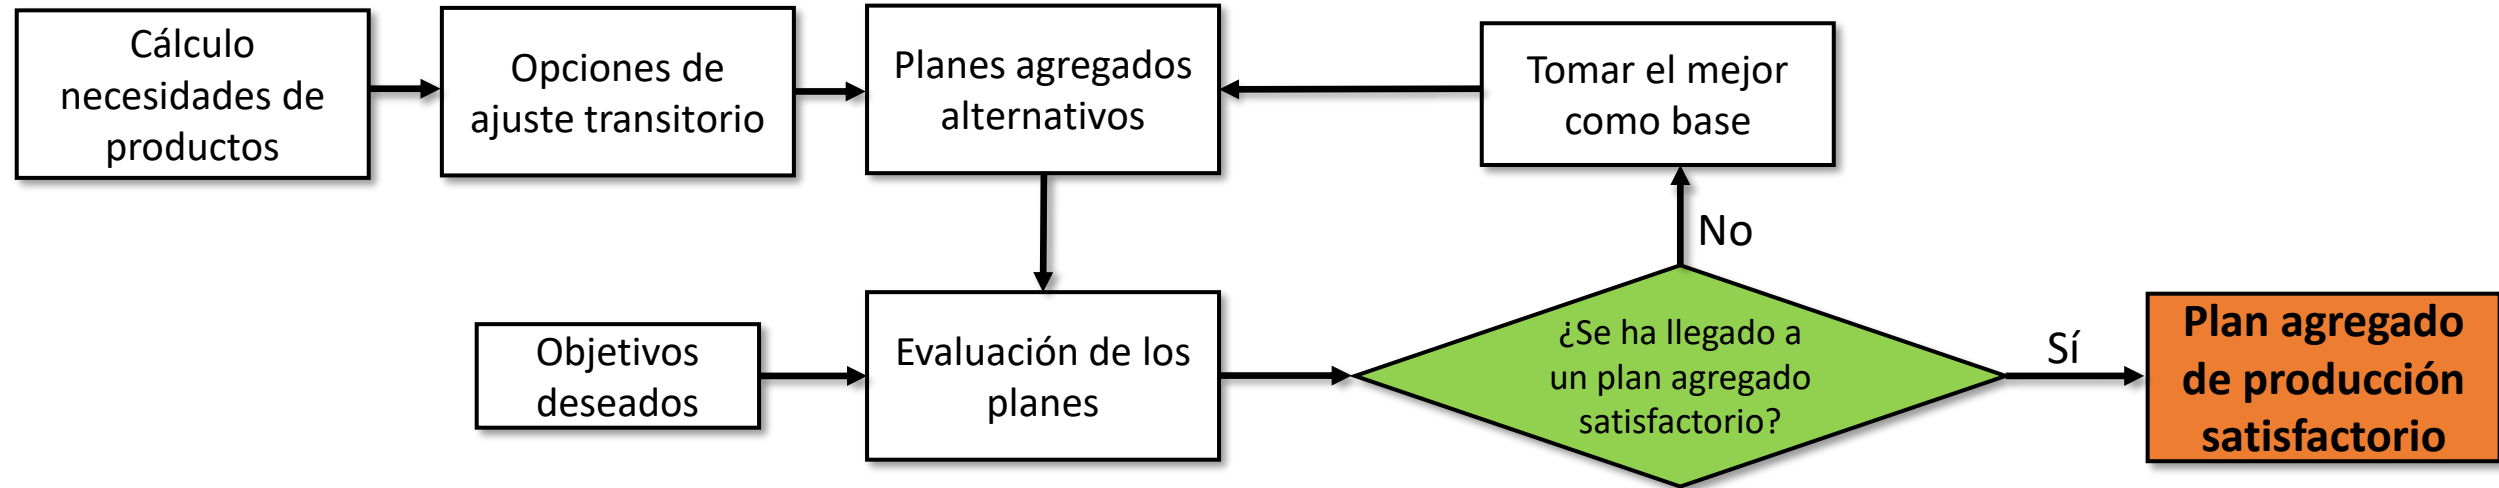 Cálculo
necesidades de
productos
Opciones de
ajuste transitorio
Planes agregados
alternativos
Tomar el mejor
como base
No
Objetivos
deseados
Evaluación de los
planes
¿Se ha llegado a
un plan agregado
satisfactorio?
Sí
Plan agregado
de producción
satisfactorio